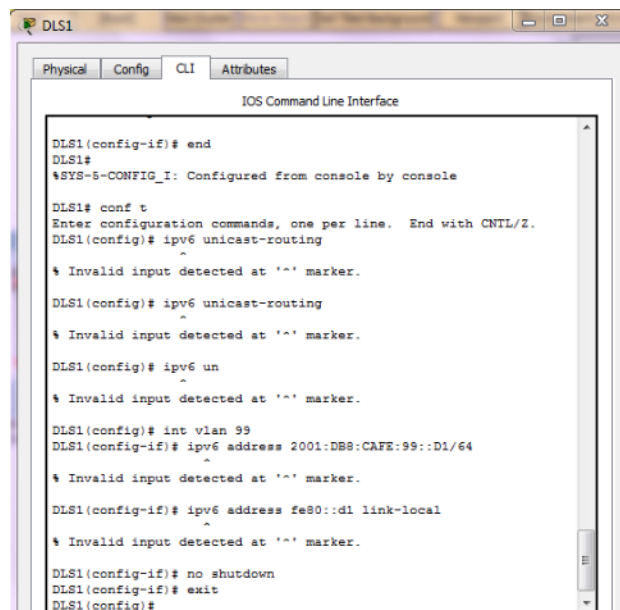 DLS1
Physical Config CLI Attributes
IOS Command Line Interface
DLS1(config-if)# end
DLS1#
%SYS-5-CONFIG_I: Configured from console by console
DLS1# conf t
Enter configuration commands, one per line. End with CNTL/Z.
DLS1(config)# ipv6 unicast-routing
^
% Invalid input detected at '^' marker.
DLS1(config)# ipv6 unicast-routing
^
% Invalid input detected at '^' marker.
DLS1(config)# ipv6 un
^
% Invalid input detected at '^' marker.
DLS1(config)# int vlan 99
DLS1(config-if)# ipv6 address 2001:DB8:CAFE:99::D1/64
^
% Invalid input detected at '^' marker.
DLS1(config-if)# ipv6 address fe80::d1 link-local
^
% Invalid input detected at '^' marker.
DLS1(config-if)# no shutdown
DLS1(config-if)# exit
DLS1(config)#